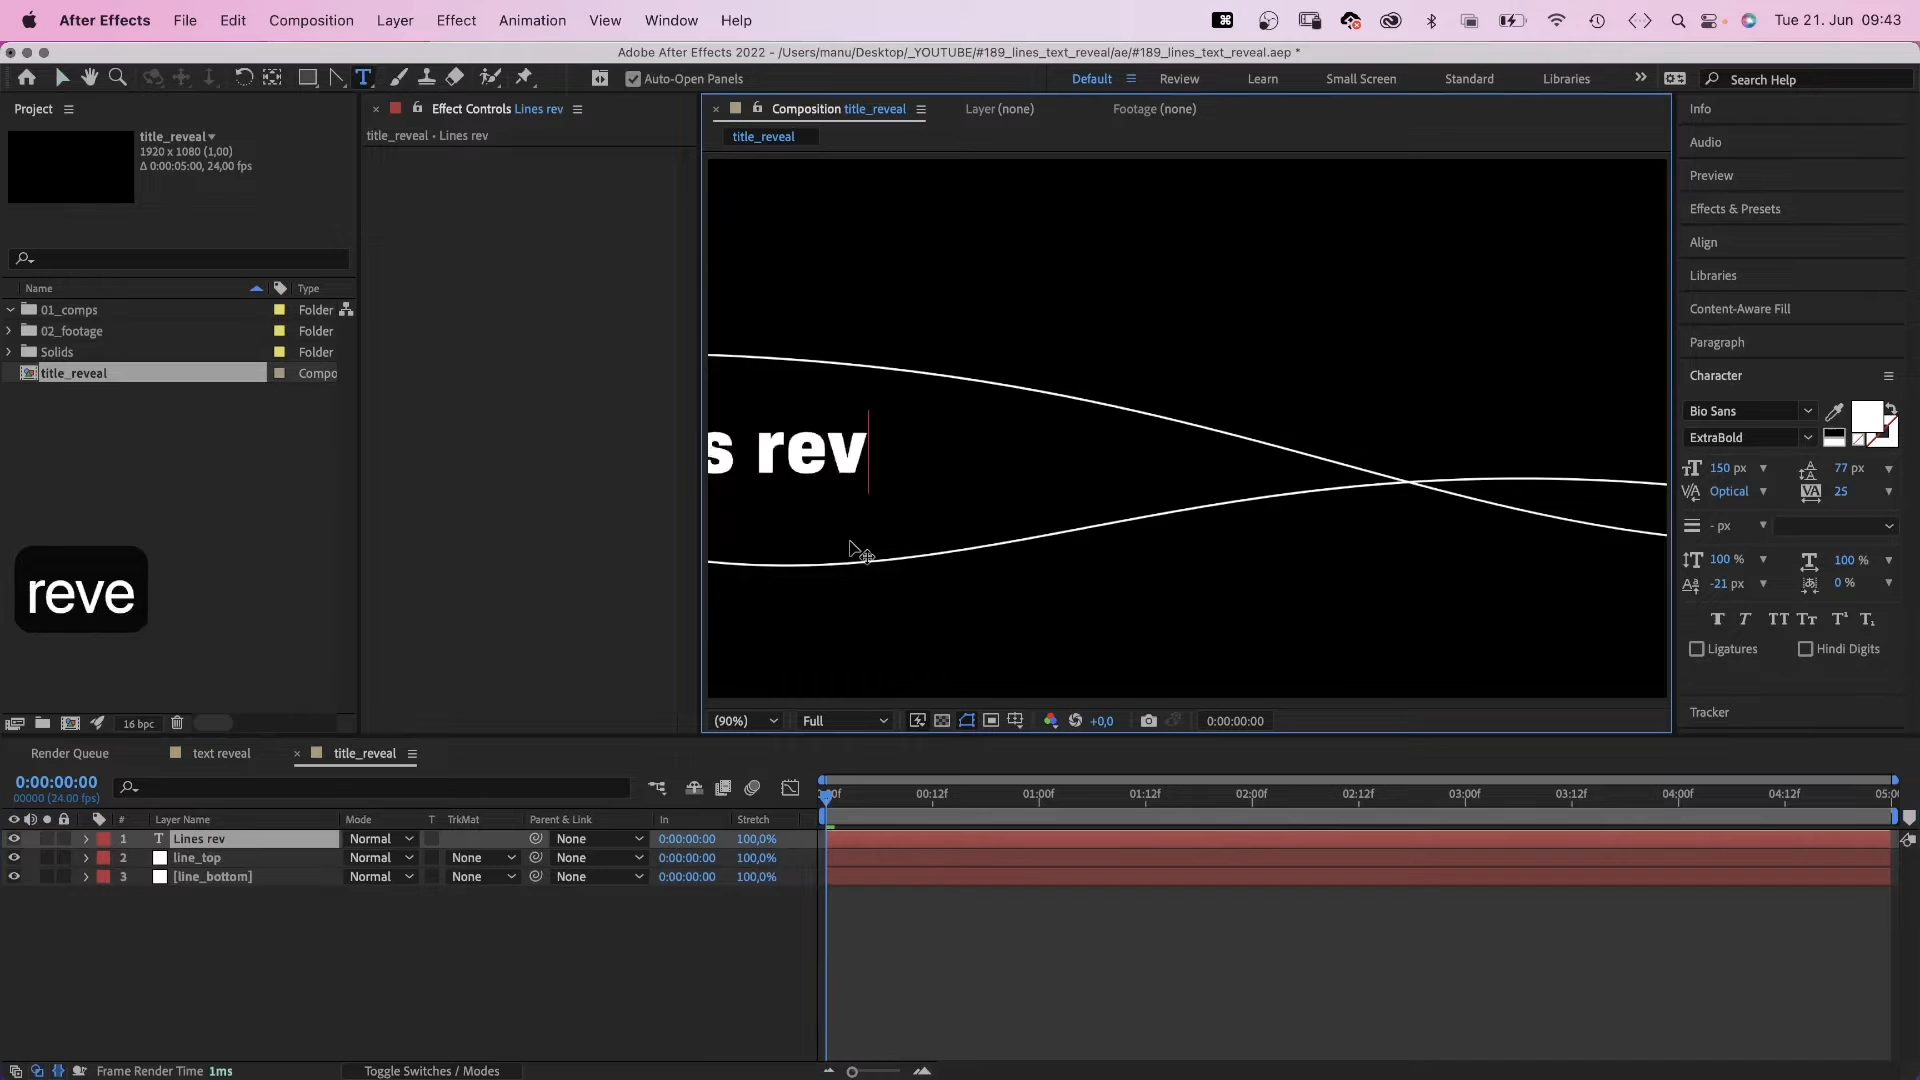 After Effects File Edit Composition Layer Effect Animation View Window Help Tue 21. Jun 09:43
Adobe After Effects 2022 - /Users/manu/Desktop/_YOUTUBE/#189_lines_text_reveal/ae/#189_lines_text_reveal.aep *
Auto-Open Panels Default Review Learn Small Screen Standard Libraries Search Help
Project
title_reveal
1920 x 1080 (1,00)
Δ 0:00:05:00, 24,00 fps
Name Type
01_comps Folder
02_footage Folder
Solids Folder
title_reveal Compo
16 bpc
Effect Controls Lines rev
title_reveal • Lines rev
Composition title_reveal Layer (none) Footage (none)
title_reveal
s rev
reve
(90%) Full +0,0 0:00:00:00
Info
Audio
Preview
Effects & Presets
Align
Libraries
Content-Aware Fill
Paragraph
Character
Bio Sans
ExtraBold
150 px 77 px
Optical 25
- px
100 % 100 %
-21 px 0 %
T T TT Tт T¹ T₁
Ligatures Hindi Digits
Tracker
Render Queue text reveal title_reveal
0:00:00:00
00000 (24.00 fps)
# Layer Name Mode T TrkMat Parent & Link In Stretch
1 T Lines rev Normal None 0:00:00:00 100,0%
2 line_top Normal None None 0:00:00:00 100,0%
3 [line_bottom] Normal None None 0:00:00:00 100,0%
00:12f 01:00f 01:12f 02:00f 02:12f 03:00f 03:12f 04:00f 04:12f
Frame Render Time 1ms Toggle Switches / Modes